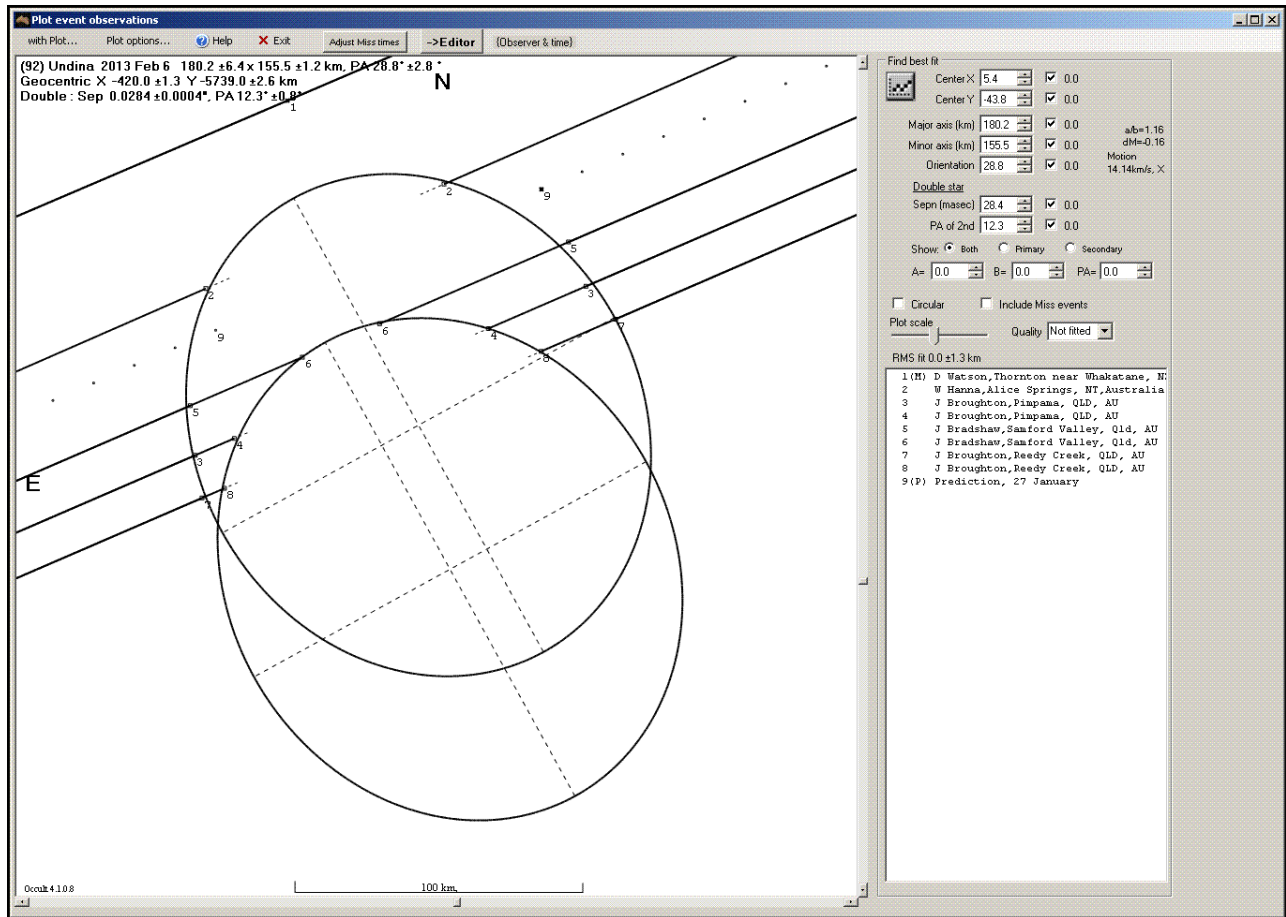 Plot event observations
with Plot... Plot options... Help Exit Adjust Miss times ->Editor {Observer & time}
(92) Undina 2013 Feb 6 180.2 ±6.4 x 155.5 ±1.2 km, PA 28.8° ±2.8 °
Geocentric X -420.0 ±1.3 Y -5739.0 ±2.6 km
Double : Sep 0.0284 ±0.0004", PA 12.3° ±0.8°
N
1
2
9
5
2
3
6
4
7
9
8
6
5
4
3
E
8
7
100 km,
Occult 4.1.0.8
Find best fit
Center X 5.4 0.0
Center Y -43.8 0.0
Major axis (km) 180.2 0.0
a/b=1.16
Minor axis (km) 155.5 0.0
dM=-0.16
Motion
Orientation 28.8 0.0
14.14km/s, X
Double star
Sepn (masec) 28.4 0.0
PA of 2nd 12.3 0.0
Show: Both Primary Secondary
A= 0.0 B= 0.0 PA= 0.0
Circular Include Miss events
Plot scale
Quality Not fitted
RMS fit 0.0 ±1.3 km
1(M) D Watson,Thornton near Whakatane,
2 W Hanna,Alice Springs, NT,Australia
3 J Broughton,Pimpama, QLD, AU
4 J Broughton,Pimpama, QLD, AU
5 J Bradshaw,Samford Valley, Qld, AU
6 J Bradshaw,Samford Valley, Qld, AU
7 J Broughton,Reedy Creek, QLD, AU
8 J Broughton,Reedy Creek, QLD, AU
9(P) Prediction, 27 January